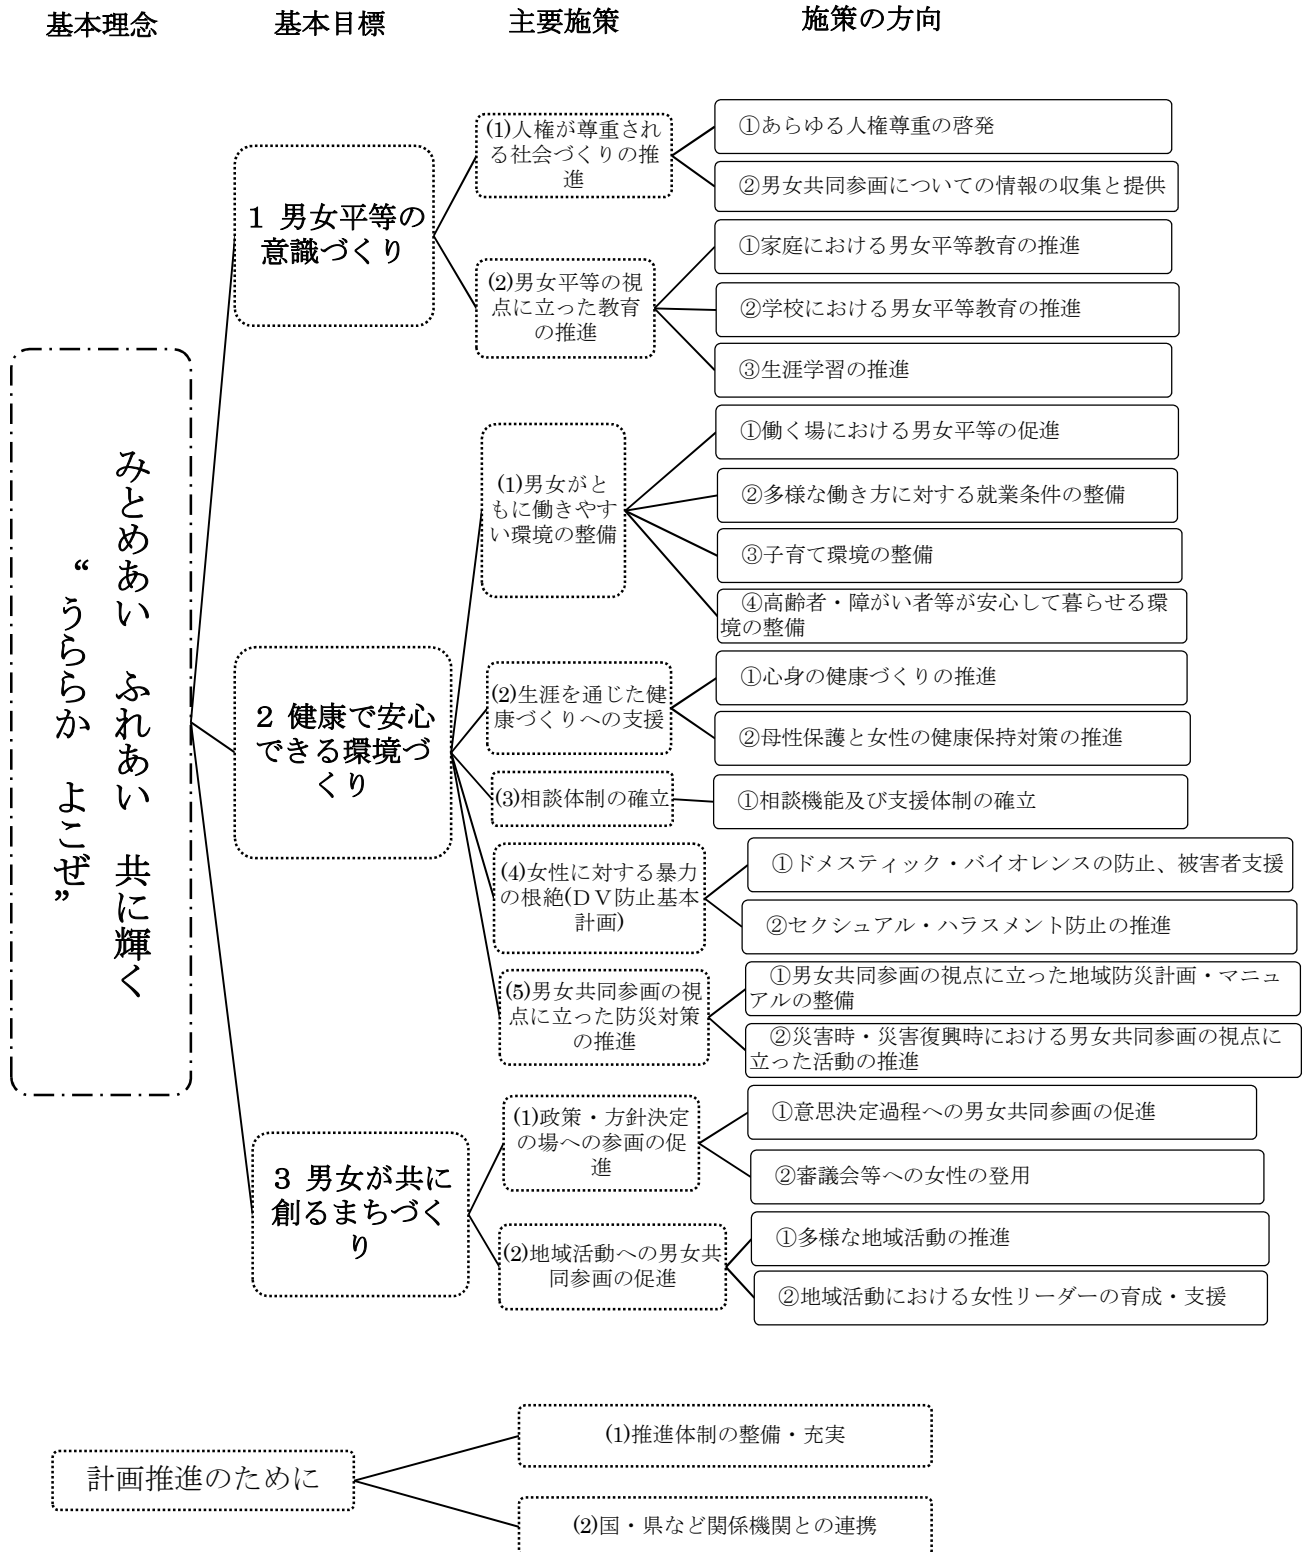 基本理念
基本目標
主要施策
施策の方向
みとめあい ふれあい 共に輝く
“うららか よこぜ”
1 男女平等の
意識づくり
(1)人権が尊重され
る社会づくりの推
進
①あらゆる人権尊重の啓発
②男女共同参画についての情報の収集と提供
(2)男女平等の視
点に立った教育
の推進
①家庭における男女平等教育の推進
②学校における男女平等教育の推進
③生涯学習の推進
2 健康で安心
できる環境づ
くり
(1)男女がと
もに働きやす
い環境の整備
①働く場における男女平等の促進
②多様な働き方に対する就業条件の整備
③子育て環境の整備
④高齢者・障がい者等が安心して暮らせる環
境の整備
(2)生涯を通じた健
康づくりへの支援
①心身の健康づくりの推進
②母性保護と女性の健康保持対策の推進
(3)相談体制の確立
①相談機能及び支援体制の確立
(4)女性に対する暴力
の根絶(ＤＶ防止基本
計画)
①ドメスティック・バイオレンスの防止、被害者支援
②セクシュアル・ハラスメント防止の推進
(5)男女共同参画の視
点に立った防災対策
の推進
①男女共同参画の視点に立った地域防災計画・マニュ
アルの整備
②災害時・災害復興時における男女共同参画の視点に
立った活動の推進
3 男女が共に
創るまちづく
り
(1)政策・方針決定
の場への参画の促
進
①意思決定過程への男女共同参画の促進
②審議会等への女性の登用
(2)地域活動への男女共
同参画の促進
①多様な地域活動の推進
②地域活動における女性リーダーの育成・支援
計画推進のために
(1)推進体制の整備・充実
(2)国・県など関係機関との連携